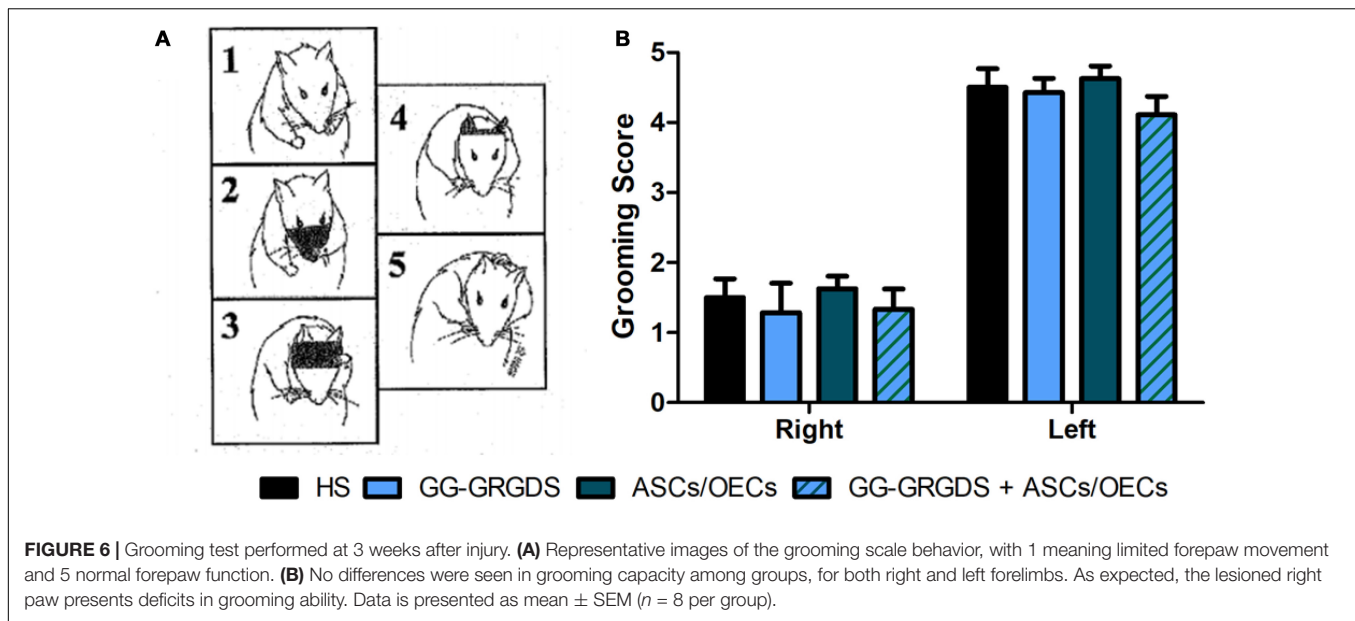 A
1
2
3
4
5
B
Grooming Score
5
4
3
2
1
0
Right
Left
HS
GG-GRGDS
ASCs/OECs
GG-GRGDS + ASCs/OECs
FIGURE 6 | Grooming test performed at 3 weeks after injury. (A) Representative images of the grooming scale behavior, with 1 meaning limited forepaw movement
and 5 normal forepaw function. (B) No differences were seen in grooming capacity among groups, for both right and left forelimbs. As expected, the lesioned right
paw presents deficits in grooming ability. Data is presented as mean ± SEM (n = 8 per group).